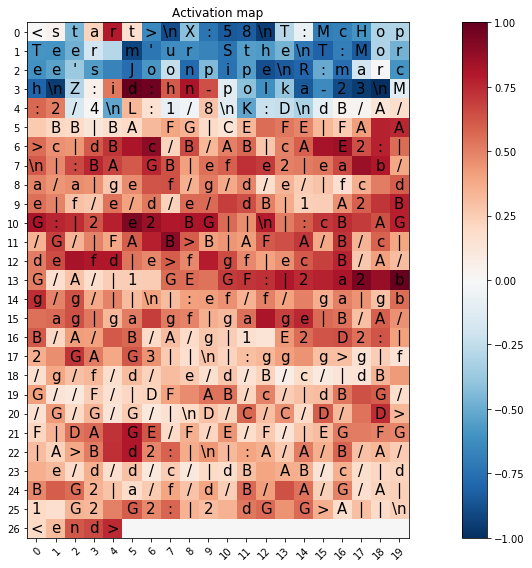 Activation map
0 < s t a r t > \n X : 5 8 \n T : M c H o p
1 T e e r m ' u r S t h e \n T : M o r
2 e e ' s J o o n p i p e \n R : m a r c
3 h \n Z : i d : h n - p o l k a - 2 3 \n M
4 : 2 / 4 \n L : 1 / 8 \n K : D \n d B / A /
5 B B | B A F G | C E F E | F A A
6 > c | d B c / B / A B | c A E 2 : |
7 \n | : B A G B | e f e 2 | e a b /
8 a / a | g e f / g / d / e / | f c d
9 e | f / e / d / e / d B | 1 A 2 B
10 G : | 2 e 2 B G | | \n | : c B A G
11 / G / | F A B > B | A F A / B / c |
12 d e f d | e > f g f | e c B / A /
13 G / A / | 1 G E G F : | 2 a 2 b
14 g / g / | | \n | : e f / f / g a | g b
15 a g | g a g f | g a g e | B / A /
16 B / A / B / A / g | 1 E 2 D 2 : |
17 2 G A G 3 | | \n | : g g g > g | f
18 / g / f / d / e / d / B / c / | d B
19 G / / F / | D F A B / c / | d B G /
20 / G / G / G / | \n D / C / C / D / D >
21 F | D A G E F / E / F / | E G F G
22 | A > B d 2 : | \n | : A / A / B / A /
23 e / d / d / c / | d B A B / c / | d
24 B G 2 | a / f / d / B / A / G / A |
25 1 G 2 G 2 : | 2 d G G > A | | \n
26 < e n d >
0 1 2 3 4 5 6 7 8 9 10 11 12 13 14 15 16 17 18 19
1.00
0.75
0.50
0.25
0.00
−0.25
−0.50
−0.75
−1.00